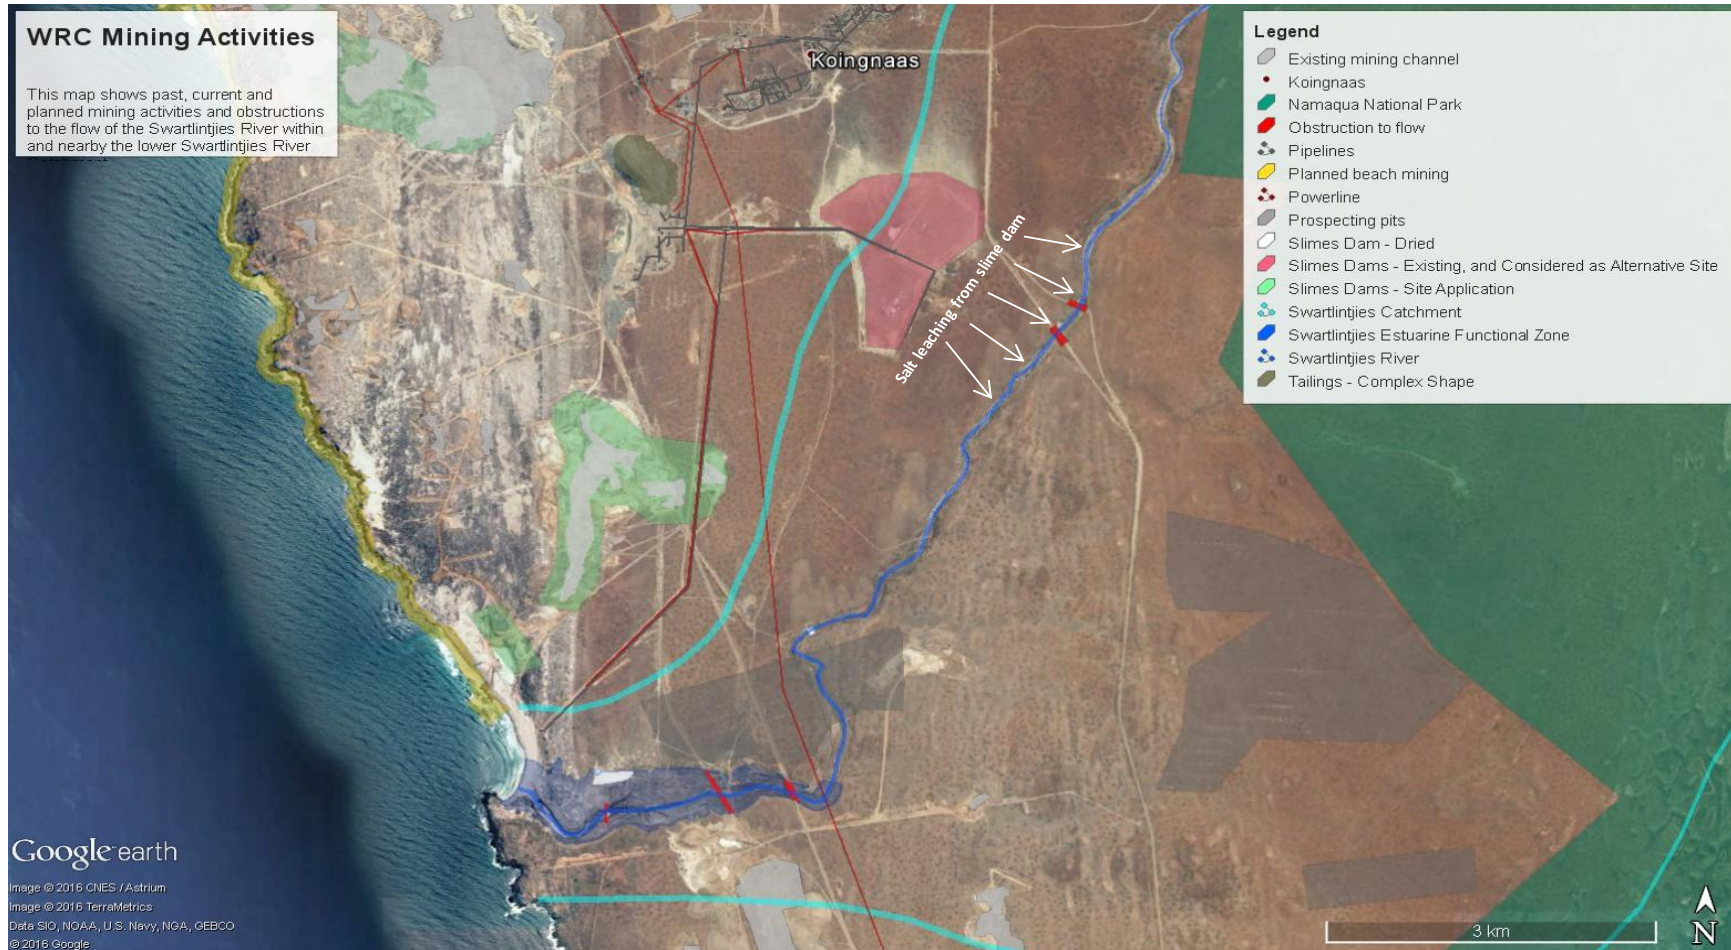 WRC Mining Activities
This map shows past, current and
planned mining activities and obstructions
to the flow of the Swartlintjies River within
and nearby the lower Swartlintjies River
Koingnaas
Legend
Existing mining channel
Koingnaas
Namaqua National Park
Obstruction to flow
Pipelines
Planned beach mining
Powerline
Prospecting pits
Slimes Dam - Dried
Slimes Dams - Existing, and Considered as Alternative Site
Slimes Dams - Site Application
Swartlintjies Catchment
Swartlintjies Estuarine Functional Zone
Swartlintjies River
Tailings - Complex Shape
Salt leaching from slime dam
Google earth
Image © 2016 CNES / Astrium
Image © 2016 TerraMetrics
Data SIO, NOAA, U.S. Navy, NGA, GEBCO
© 2016 Google
3 km
N